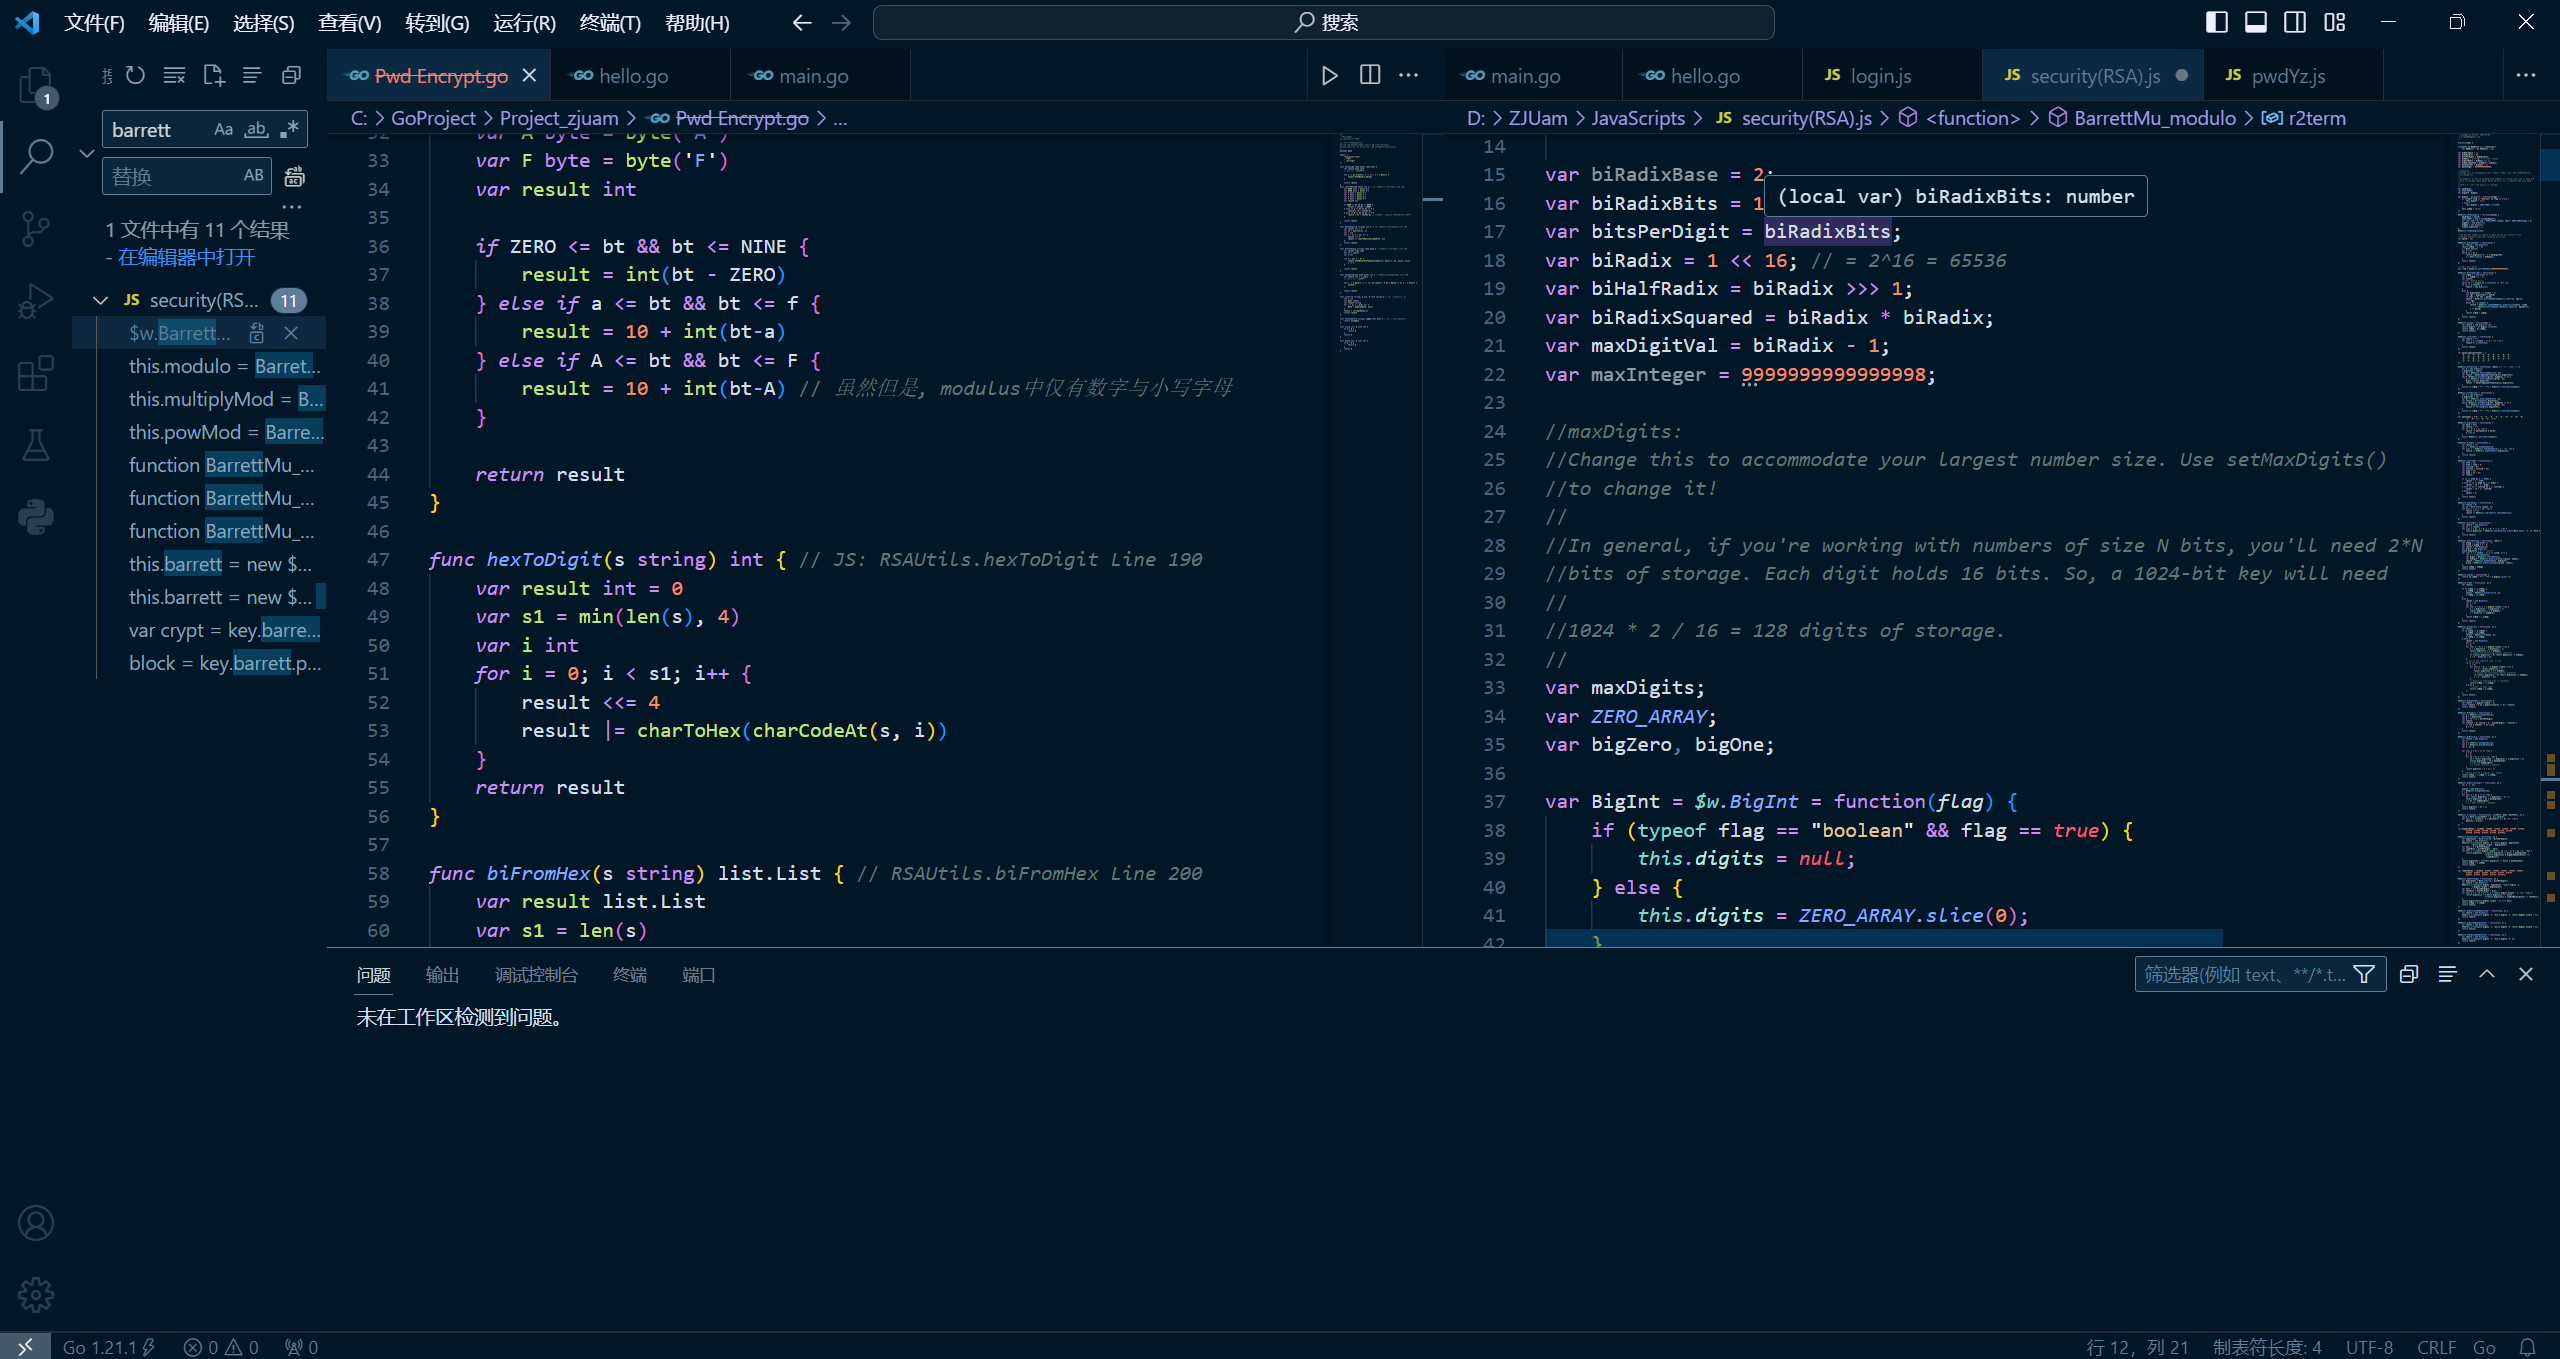 文件(F) 编辑(E) 选择(S) 查看(V) 转到(G) 运行(R) 终端(T) 帮助(H)
搜索
1
barrett Aa ab
替换 AB
1 文件中有 11 个结果
- 在编辑器中打开
JS security(RS... 11
$w.Barrett...
this.modulo = Barret...
this.multiplyMod = B...
this.powMod = Barre...
function BarrettMu_...
function BarrettMu_...
function BarrettMu_...
this.barrett = new $...
this.barrett = new $...
var crypt = key.barre...
block = key.barrett.p...
Pwd Encrypt.go hello.go main.go
C: > GoProject > Project_zjuam > Pwd Encrypt.go > ...
32 var A byte = byte('A')
33 var F byte = byte('F')
34 var result int
35
36 if ZERO <= bt && bt <= NINE {
37 result = int(bt - ZERO)
38 } else if a <= bt && bt <= f {
39 result = 10 + int(bt-a)
40 } else if A <= bt && bt <= F {
41 result = 10 + int(bt-A) // 虽然但是, modulus中仅有数字与小写字母
42 }
43
44 return result
45 }
46
47 func hexToDigit(s string) int { // JS: RSAUtils.hexToDigit Line 190
48 var result int = 0
49 var s1 = min(len(s), 4)
50 var i int
51 for i = 0; i < s1; i++ {
52 result <<= 4
53 result |= charToHex(charCodeAt(s, i))
54 }
55 return result
56 }
57
58 func biFromHex(s string) list.List { // RSAUtils.biFromHex Line 200
59 var result list.List
60 var s1 = len(s)
main.go hello.go JS login.js JS security(RSA).js JS pwdYz.js
D: > ZJUam > JavaScripts > JS security(RSA).js > <function> > BarrettMu_modulo > r2term
14
15 var biRadixBase = 2;
16 var biRadixBits = 1
(local var) biRadixBits: number
17 var bitsPerDigit = biRadixBits;
18 var biRadix = 1 << 16; // = 2^16 = 65536
19 var biHalfRadix = biRadix >>> 1;
20 var biRadixSquared = biRadix * biRadix;
21 var maxDigitVal = biRadix - 1;
22 var maxInteger = 9999999999999998;
23
24 //maxDigits:
25 //Change this to accommodate your largest number size. Use setMaxDigits()
26 //to change it!
27 //
28 //In general, if you're working with numbers of size N bits, you'll need 2*N
29 //bits of storage. Each digit holds 16 bits. So, a 1024-bit key will need
30 //
31 //1024 * 2 / 16 = 128 digits of storage.
32 //
33 var maxDigits;
34 var ZERO_ARRAY;
35 var bigZero, bigOne;
36
37 var BigInt = $w.BigInt = function(flag) {
38 if (typeof flag == "boolean" && flag == true) {
39 this.digits = null;
40 } else {
41 this.digits = ZERO_ARRAY.slice(0);
42 }
问题 输出 调试控制台 终端 端口
筛选器(例如 text、**/*.t...
未在工作区检测到问题。
Go 1.21.1 0 0 0
行 12，列 21 制表符长度: 4 UTF-8 CRLF Go